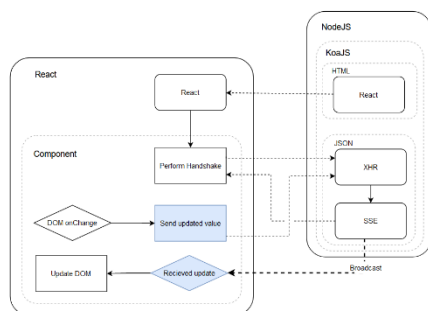 NodeJS
KoaJS
HTML
React
React
React
JSON
Component
Perform Handshake
XHR
DOM onChange
Send updated value
SSE
Update DOM
Recieved update
Broadcast